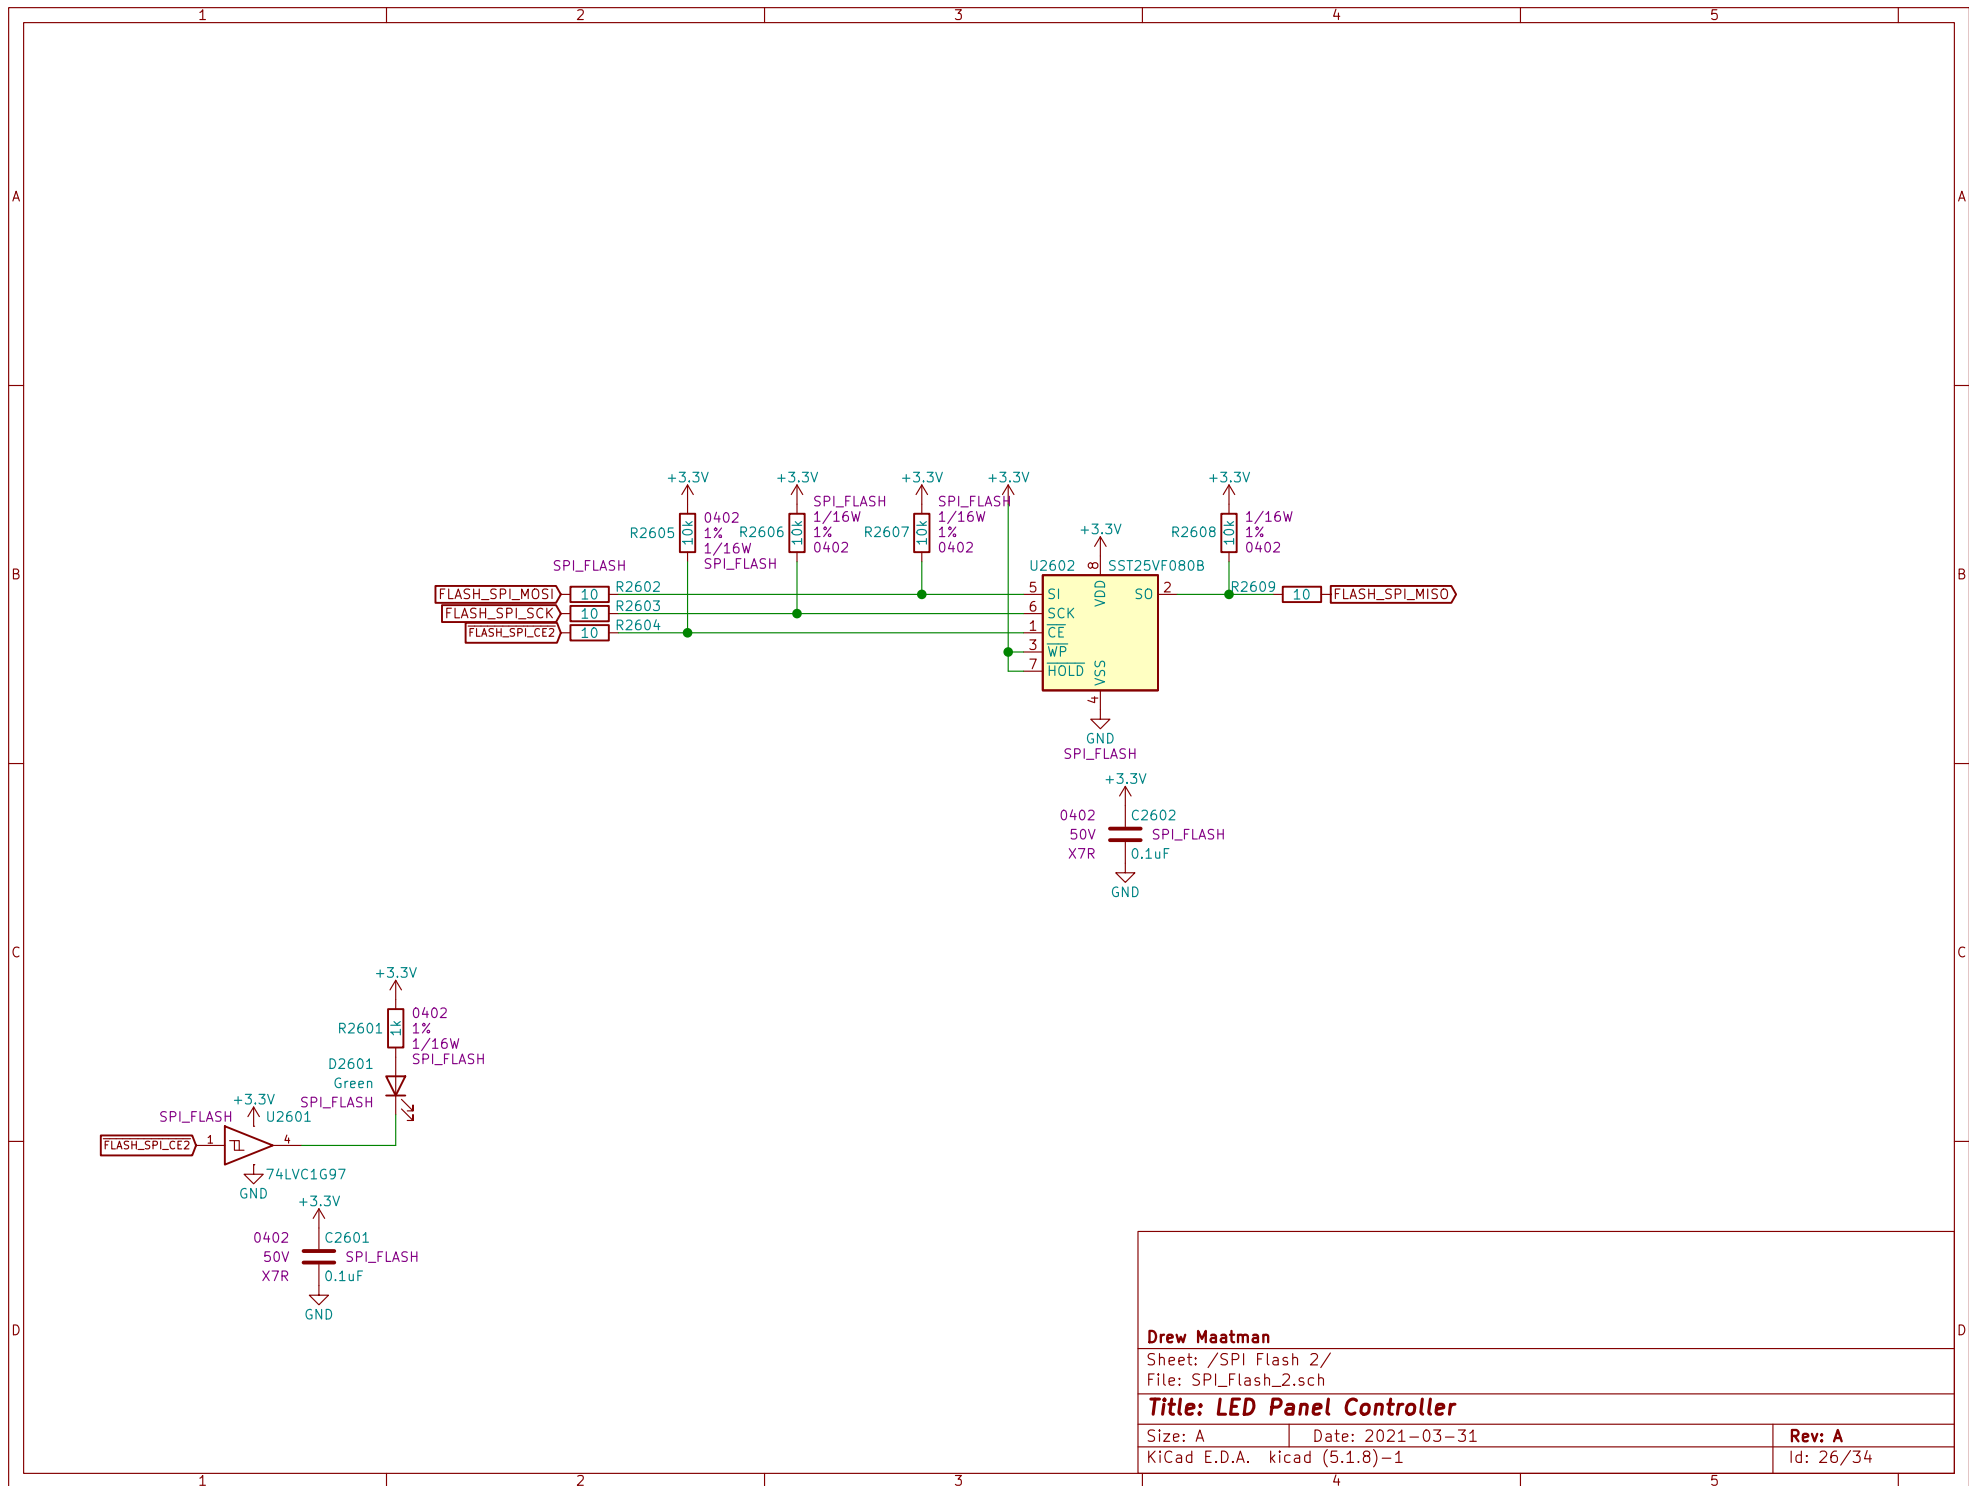 1 2 3 4 5
A A
+3.3V +3.3V +3.3V +3.3V +3.3V
SPI_FLASH SPI_FLASH
R2605 10k 0402
1%
1/16W
SPI_FLASH
R2606 10k 1/16W
1%
0402
R2607 10k 1/16W
1%
0402
R2608 10k 1/16W
1%
0402
+3.3V
SPI_FLASH
U2602 8 SST25VF080B
B B
FLASH_SPI_MOSI 10 R2602 5 SI VDD SO 2 R2609 10 FLASH_SPI_MISO
FLASH_SPI_SCK 10 R2603 6 SCK
FLASH_SPI_CE2 10 R2604 1 CE
3 WP
7 HOLD VSS
4
GND
SPI_FLASH
+3.3V
0402 C2602
50V SPI_FLASH
X7R 0.1uF
GND
C C
+3.3V
R2601 1k 0402
1%
1/16W
SPI_FLASH
D2601
Green
SPI_FLASH
+3.3V
SPI_FLASH U2601
FLASH_SPI_CE2 1 4
74LVC1G97
GND
+3.3V
0402 C2601
50V SPI_FLASH
X7R 0.1uF
GND
D D
Drew Maatman
Sheet: /SPI Flash 2/
File: SPI_Flash_2.sch
Title: LED Panel Controller
Size: A Date: 2021-03-31 Rev: A
KiCad E.D.A. kicad (5.1.8)-1 Id: 26/34
1 2 3 4 5